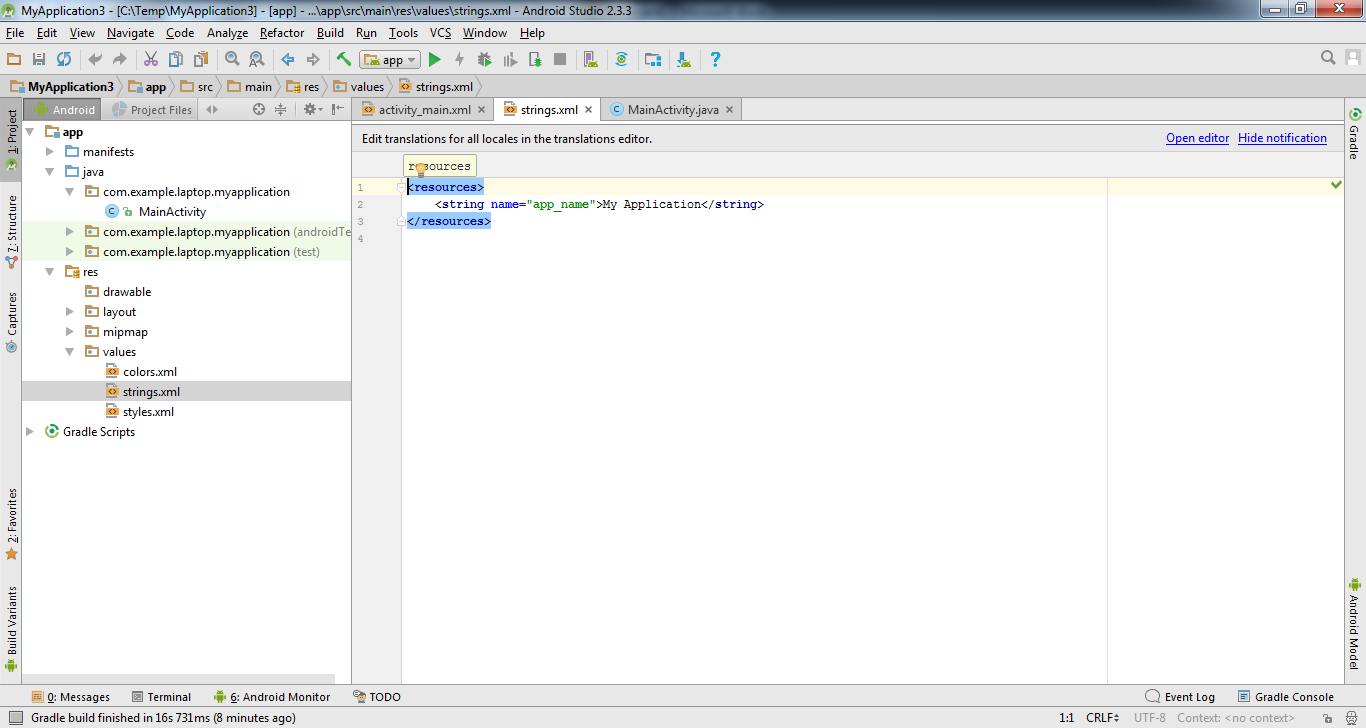 MyApplication3 - [C:\Temp\MyApplication3] - [app] - ...\app\src\main\res\values\strings.xml - Android Studio 2.3.3
File Edit View Navigate Code Analyze Refactor Build Run Tools VCS Window Help
app
MyApplication3 app src main res values strings.xml
Android Project Files
activity_main.xml strings.xml MainActivity.java
Edit translations for all locales in the translations editor. Open editor Hide notification
1: Project
7: Structure
Captures
2: Favorites
Build Variants
app
manifests
java
com.example.laptop.myapplication
MainActivity
com.example.laptop.myapplication (androidTe
com.example.laptop.myapplication (test)
res
drawable
layout
mipmap
values
colors.xml
strings.xml
styles.xml
Gradle Scripts
resources
1 <resources>
2 <string name="app_name">My Application</string>
3 </resources>
4
Gradle
Android Model
0: Messages Terminal 6: Android Monitor TODO Event Log Gradle Console
Gradle build finished in 16s 731ms (8 minutes ago) 1:1 CRLF UTF-8 Context: <no context>